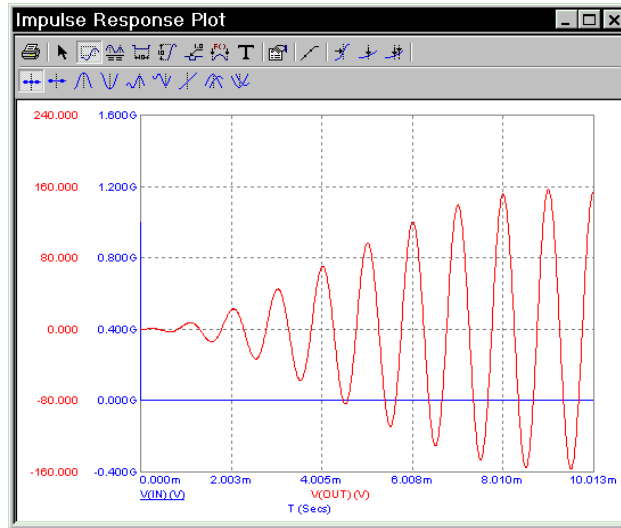 Impulse Response Plot
T
240.000 1.600G
160.000 1.200G
80.000 0.800G
0.000 0.400G
-80.000 0.000G
-160.000 -0.400G
0.000m 2.003m 4.005m 6.008m 8.010m 10.013m
V(IN) (V) V(OUT) (V)
T (Secs)